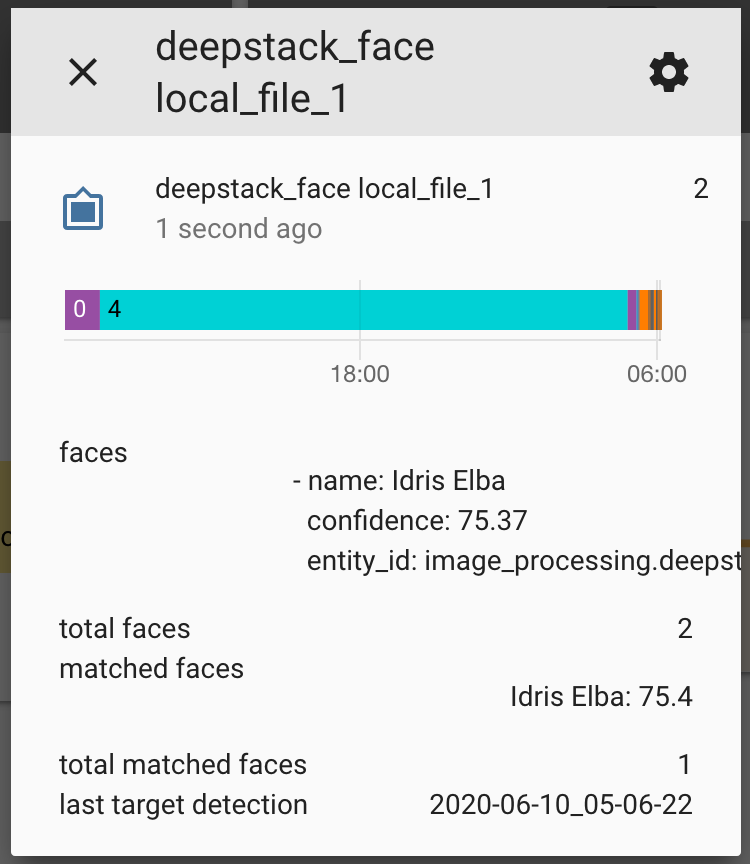 deepstack_face
local_file_1
deepstack_face local_file_1 2
1 second ago
0 4
18:00 06:00
faces
- name: Idris Elba
confidence: 75.37
entity_id: image_processing.deepst
total faces 2
matched faces
Idris Elba: 75.4
total matched faces 1
last target detection 2020-06-10_05-06-22